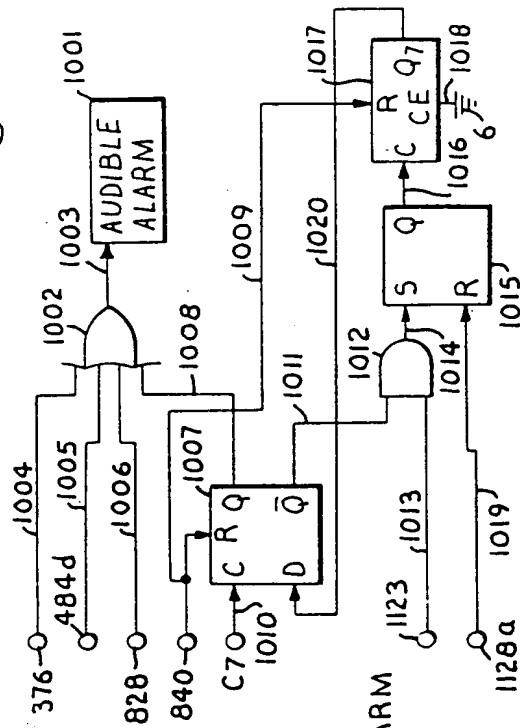 1001
AUDIBLE
ALARM
1003
1002
1004
1005
1006
1008
376
484d
828
840
C7
1010
1007
C R Q
D Q̅
1009
1020
1011
1017
C R Q7
CE
1018
6
1016
S Q
R
1015
1012
1014
1013
1019
1123
1128a
ARM